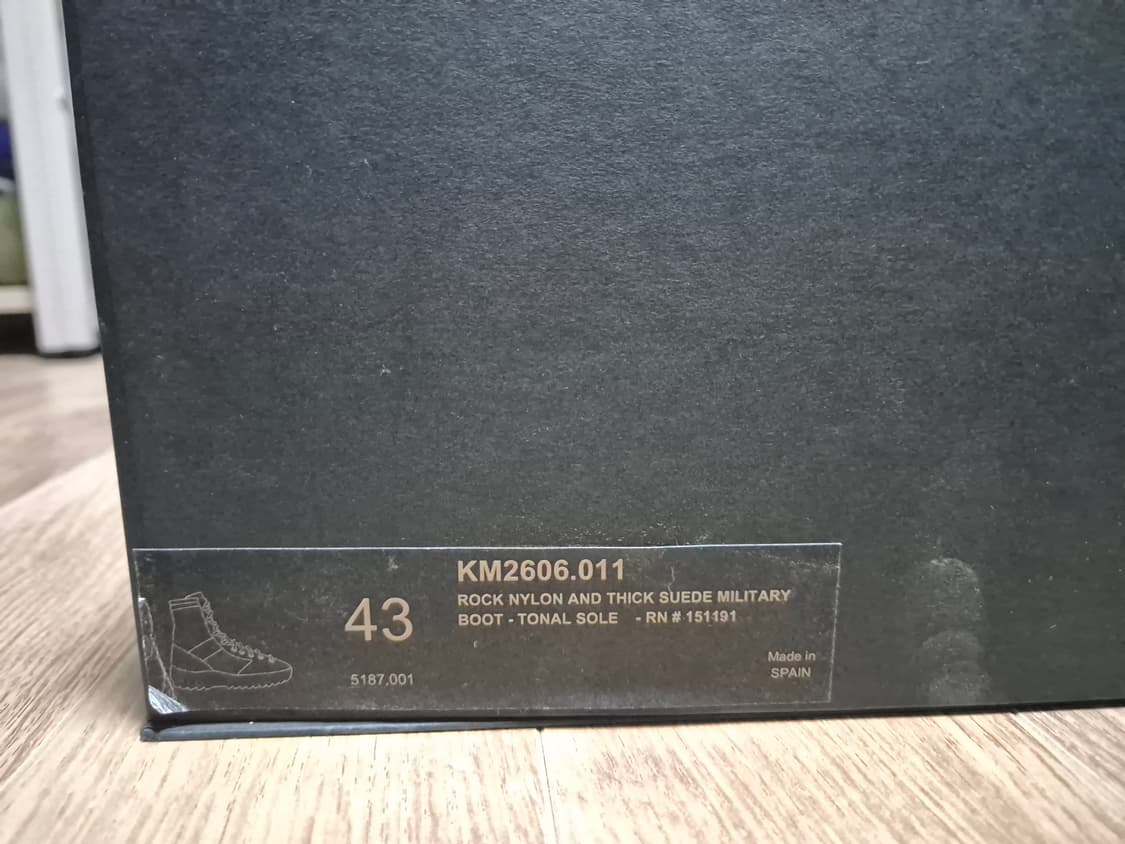 KM2606.011
ROCK NYLON AND THICK SUEDE MILITARY
BOOT - TONAL SOLE - RN # 151191
43
5187,001
Made in
SPAIN